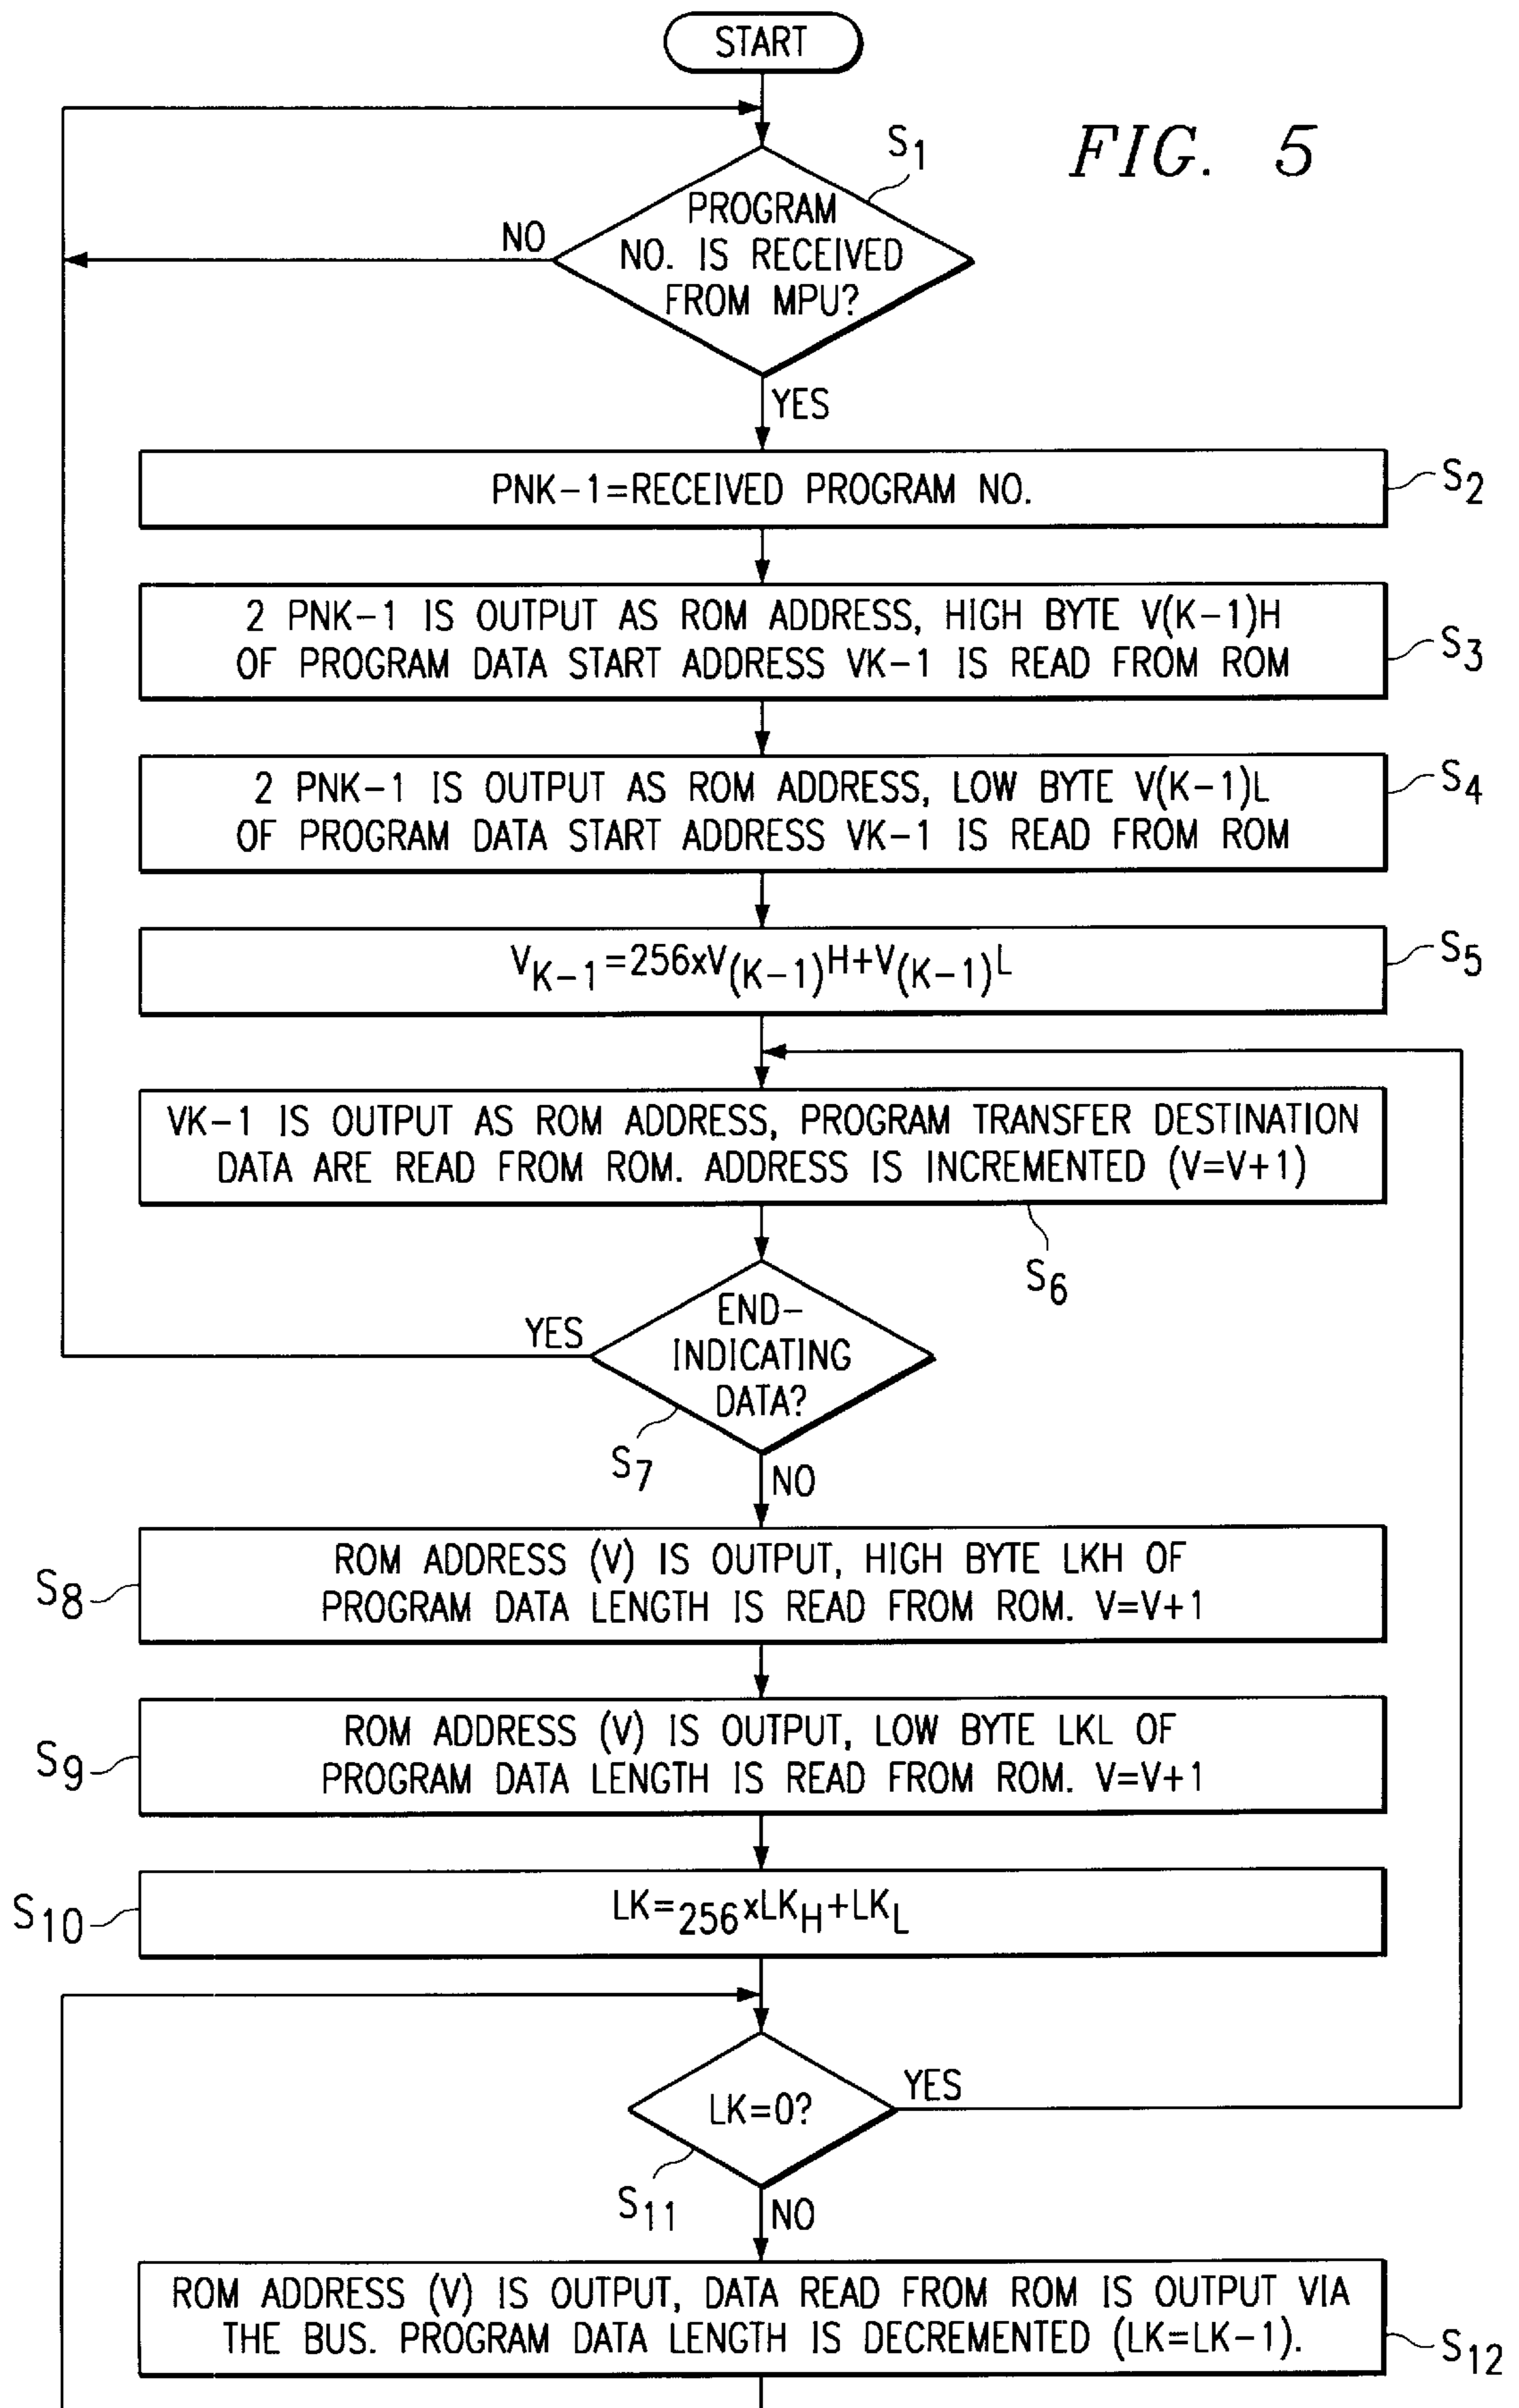 START
FIG. 5
S1
PROGRAM
NO. IS RECEIVED
FROM MPU?
NO
YES
PNK-1=RECEIVED PROGRAM NO.
S2
2 PNK-1 IS OUTPUT AS ROM ADDRESS, HIGH BYTE V(K-1)H
OF PROGRAM DATA START ADDRESS VK-1 IS READ FROM ROM
S3
2 PNK-1 IS OUTPUT AS ROM ADDRESS, LOW BYTE V(K-1)L
OF PROGRAM DATA START ADDRESS VK-1 IS READ FROM ROM
S4
VK-1=256xV(K-1)H+V(K-1)L
S5
VK-1 IS OUTPUT AS ROM ADDRESS, PROGRAM TRANSFER DESTINATION
DATA ARE READ FROM ROM. ADDRESS IS INCREMENTED (V=V+1)
S6
END-
INDICATING
DATA?
YES
S7
NO
ROM ADDRESS (V) IS OUTPUT, HIGH BYTE LKH OF
PROGRAM DATA LENGTH IS READ FROM ROM. V=V+1
S8
ROM ADDRESS (V) IS OUTPUT, LOW BYTE LKL OF
PROGRAM DATA LENGTH IS READ FROM ROM. V=V+1
S9
LK=256xLKH+LKL
S10
LK=0?
YES
S11
NO
ROM ADDRESS (V) IS OUTPUT, DATA READ FROM ROM IS OUTPUT VIA
THE BUS. PROGRAM DATA LENGTH IS DECREMENTED (LK=LK-1).
S12